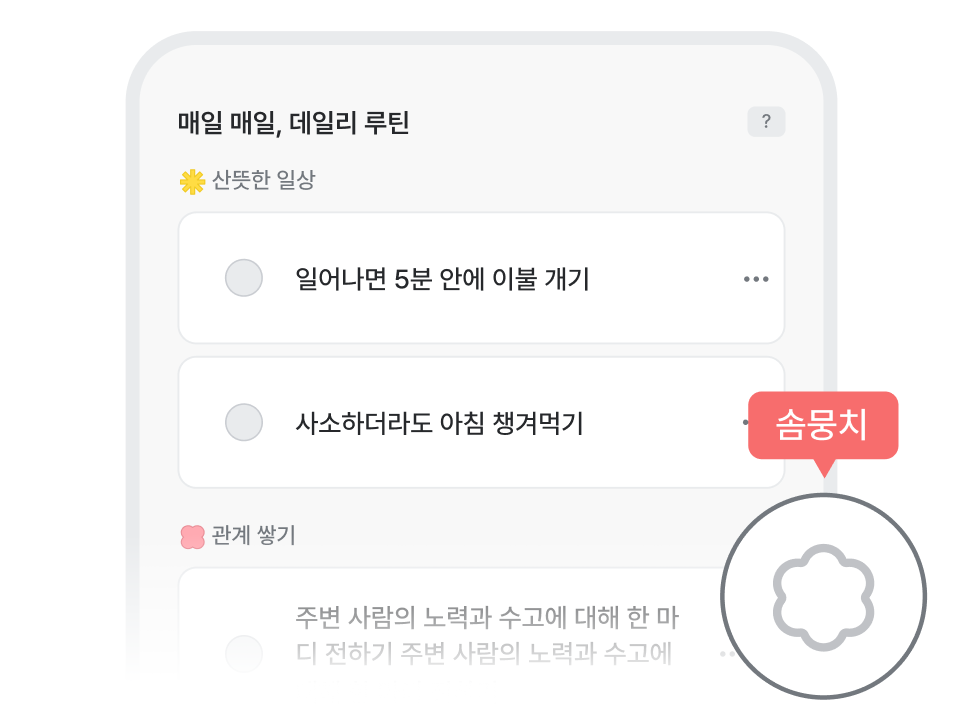 매일 매일, 데일리 루틴
?
산뜻한 일상
일어나면 5분 안에 이불 개기
사소하더라도 아침 챙겨먹기
솜뭉치
관계 쌓기
주변 사람의 노력과 수고에 대해 한 마
디 전하기 주변 사람의 노력과 수고에